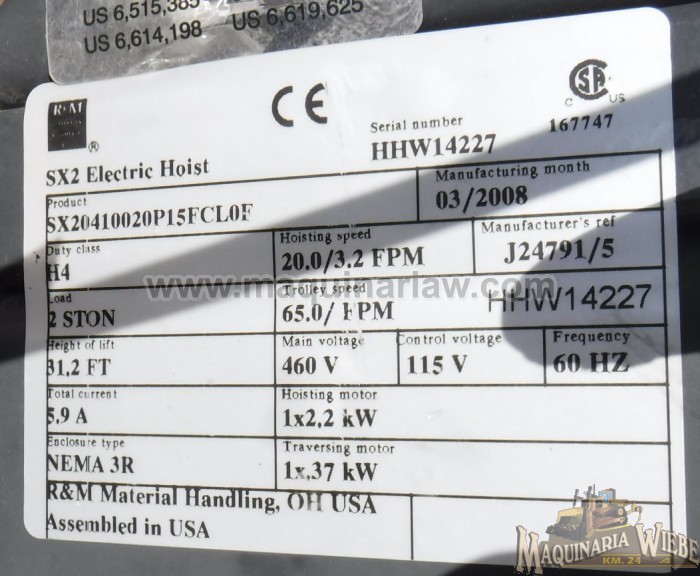 US 6,515,385
US 6,614,198 US 6,619,625
R&M
®
CE
C US
167747
Serial number
HHW14227
SX2 Electric Hoist
Product
SX20410020P15FCL0F
Manufacturing month
03/2008
Duty class
H4
Hoisting speed
20.0/3.2 FPM
Manufacturer's ref
J24791/5
Load
2 STON
Trolley speed
65.0/ FPM
HHW14227
Height of lift
31,2 FT
Main voltage
460 V
Control voltage
115 V
Frequency
60 HZ
Total current
5,9 A
Hoisting motor
1x2,2 kW
Enclosure type
NEMA 3R
Traversing motor
1x,37 kW
R&M Material Handling, OH USA
Assembled in USA
www.maquinarlaw.com
MAQUINARIA WIEBE
KM. 24